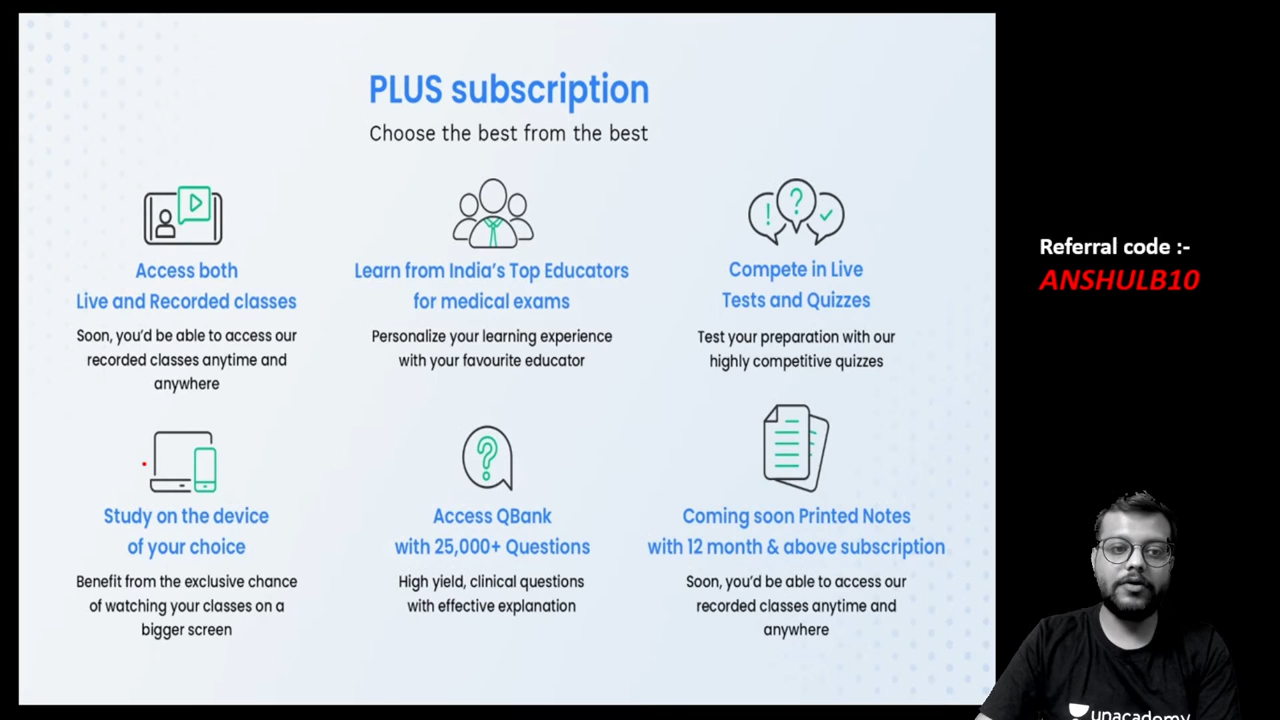 PLUS subscription
Choose the best from the best
Access both
Live and Recorded classes
Soon, you'd be able to access our
recorded classes anytime and
anywhere
Learn from India's Top Educators
for medical exams
Personalize your learning experience
with your favourite educator
Compete in Live
Tests and Quizzes
Test your preparation with our
highly competitive quizzes
Study on the device
of your choice
Benefit from the exclusive chance
of watching your classes on a
bigger screen
Access QBank
with 25,000+ Questions
High yield, clinical questions
with effective explanation
Coming soon Printed Notes
with 12 month & above subscription
Soon, you'd be able to access our
recorded classes anytime and
anywhere
Referral code :-
ANSHULB10
unacademy